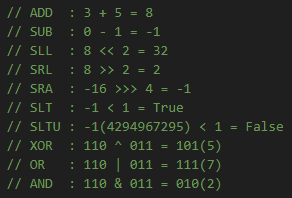 // ADD  : 3 + 5 = 8
// SUB  : 0 - 1 = -1
// SLL  : 8 << 2 = 32
// SRL  : 8 >> 2 = 2
// SRA  : -16 >>> 4 = -1
// SLT  : -1 < 1 = True
// SLTU : -1(4294967295) < 1 = False
// XOR  : 110 ^ 011 = 101(5)
// OR   : 110 | 011 = 111(7)
// AND  : 110 & 011 = 010(2)